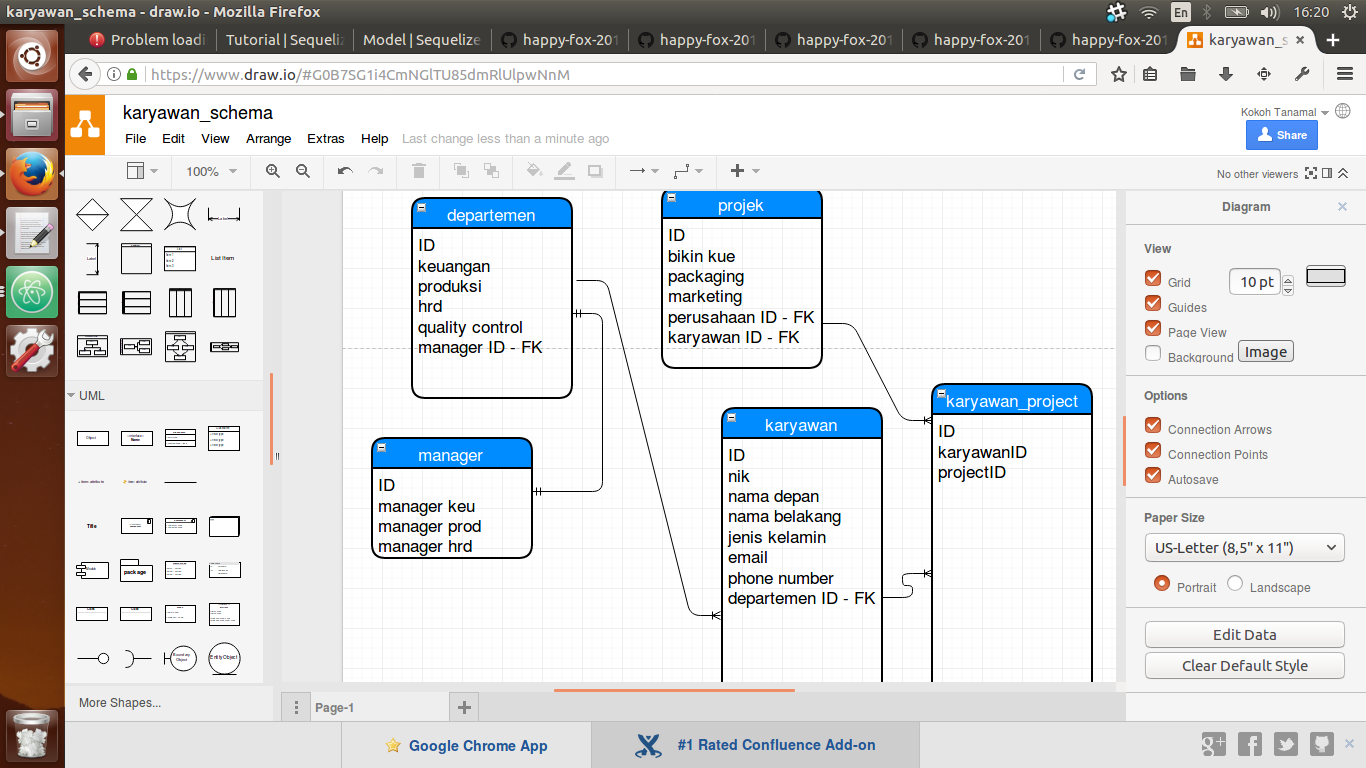 karyawan_schema - draw.io - Mozilla Firefox
En
16:20
Problem loadi
Tutorial | Sequeliz
Model | Sequelize
happy-fox-201
happy-fox-201
happy-fox-201
happy-fox-201
happy-fox-201
karyawan_s
https://www.draw.io/#G0B7SG1i4CmNGlTU85dmRlUlpwNnM
karyawan_schema
File Edit View Arrange Extras Help Last change less than a minute ago
Kokoh Tanamal
Share
100%
No other viewers
List Item
UML
Title
package
More Shapes...
departemen
ID
keuangan
produksi
hrd
quality control
manager ID - FK
projek
ID
bikin kue
packaging
marketing
perusahaan ID - FK
karyawan ID - FK
manager
ID
manager keu
manager prod
manager hrd
karyawan
ID
nik
nama depan
nama belakang
jenis kelamin
email
phone number
departemen ID - FK
karyawan_project
ID
karyawanID
projectID
Diagram
View
Grid
10 pt
Guides
Page View
Background
Image
Options
Connection Arrows
Connection Points
Autosave
Paper Size
US-Letter (8,5" x 11")
Portrait
Landscape
Edit Data
Clear Default Style
Page-1
Google Chrome App
#1 Rated Confluence Add-on